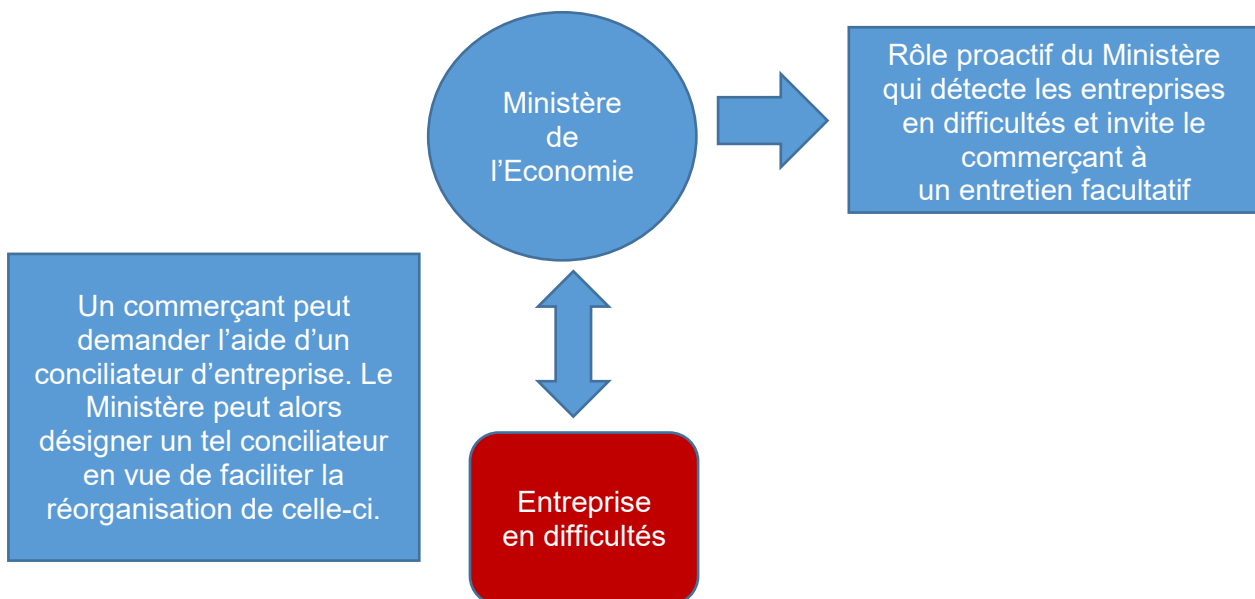 Ministère
de
l’Economie
Rôle proactif du Ministère
qui détecte les entreprises
en difficultés et invite le
commerçant à
un entretien facultatif
Un commerçant peut
demander l’aide d’un
conciliateur d’entreprise. Le
Ministère peut alors
désigner un tel conciliateur
en vue de faciliter la
réorganisation de celle-ci.
Entreprise
en difficultés